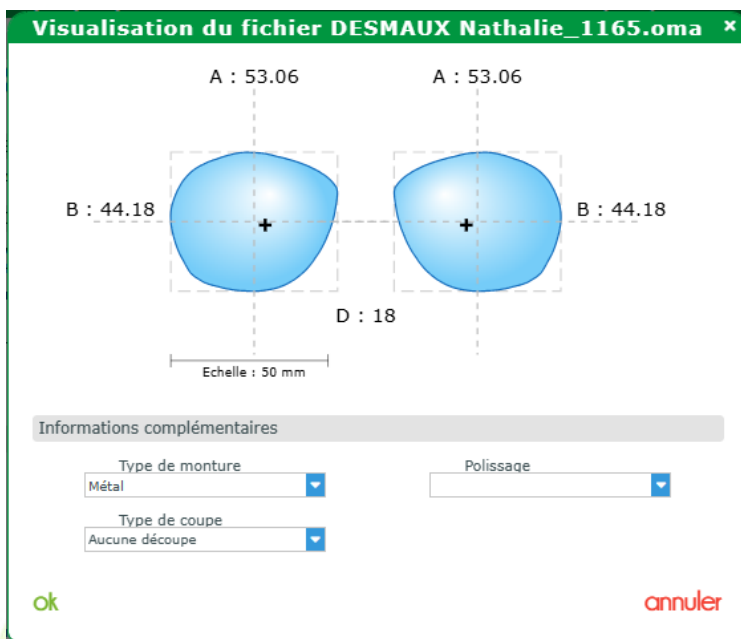 Visualisation du fichier DESMAUX Nathalie_1165.oma ×
A : 53.06 A : 53.06
B : 44.18 B : 44.18
D : 18
Echelle : 50 mm
Informations complémentaires
Type de monture Polissage
Métal
Type de coupe
Aucune découpe
ok annuler